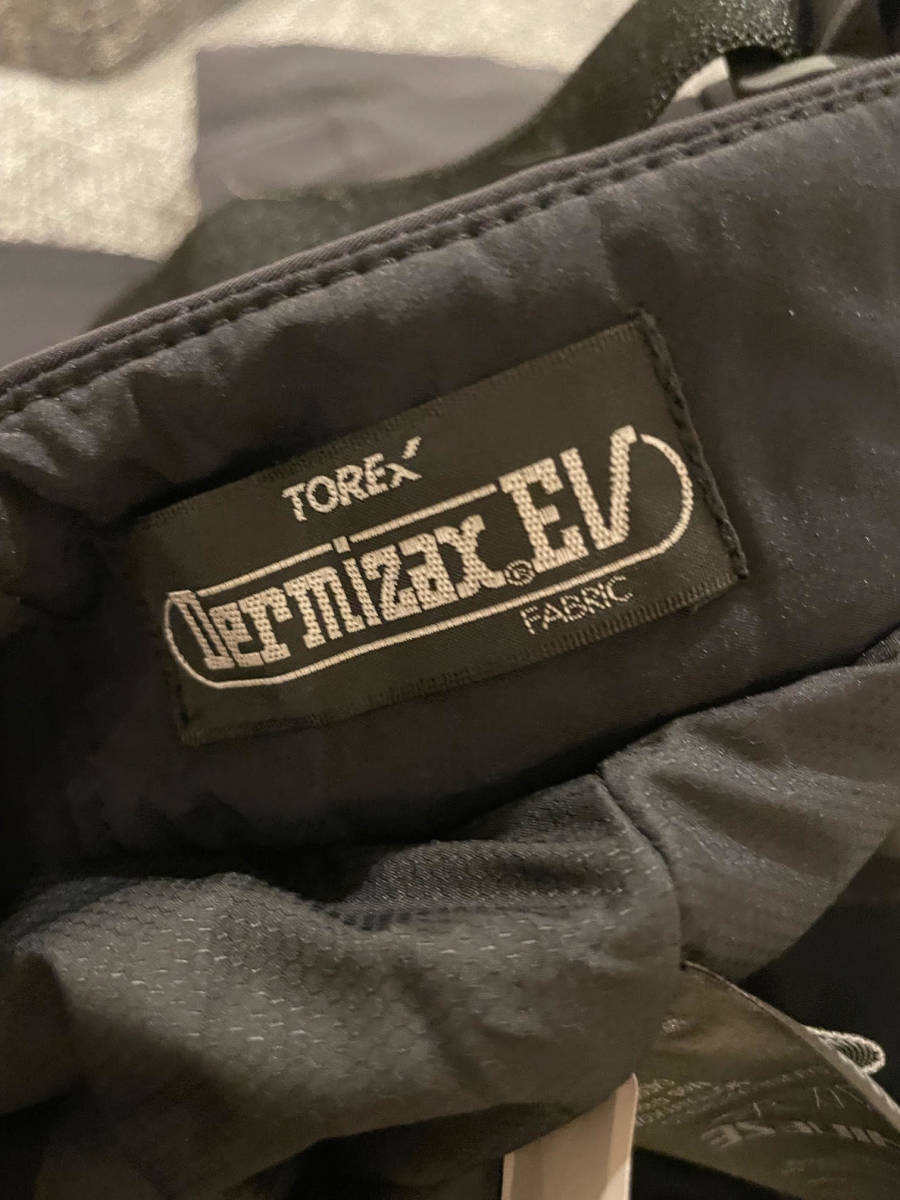 TOREX
Dermizax® EV
FABRIC